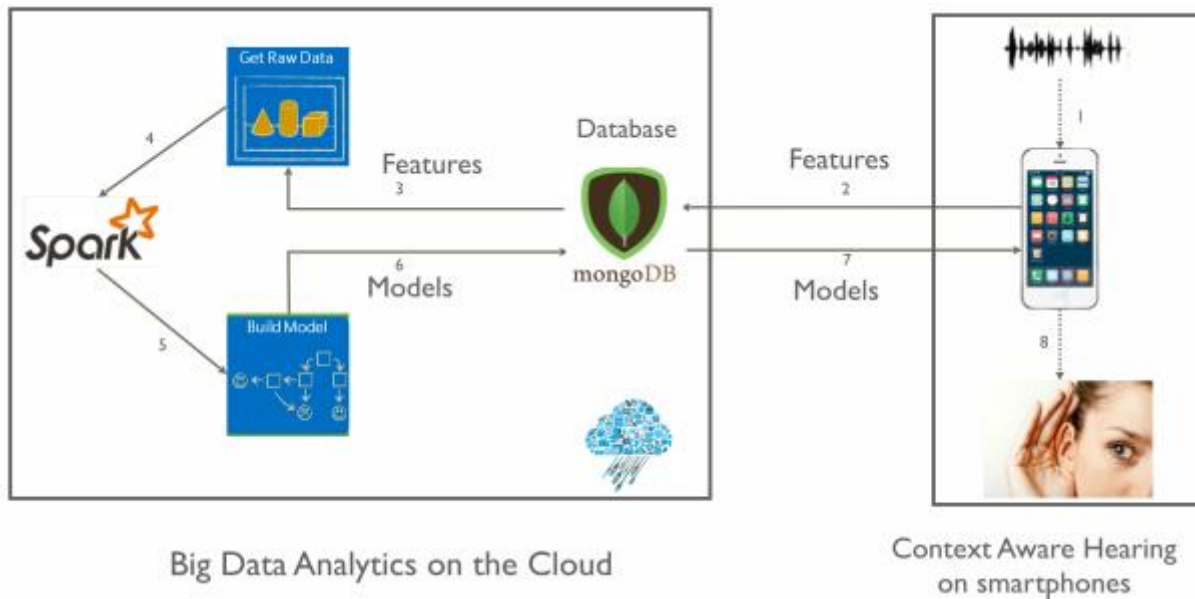 Get Raw Data
4
Features
3
Database
Features
2
1
Spark
mongoDB
6
Models
7
Models
5
Build Model
8
Big Data Analytics on the Cloud
Context Aware Hearing
on smartphones